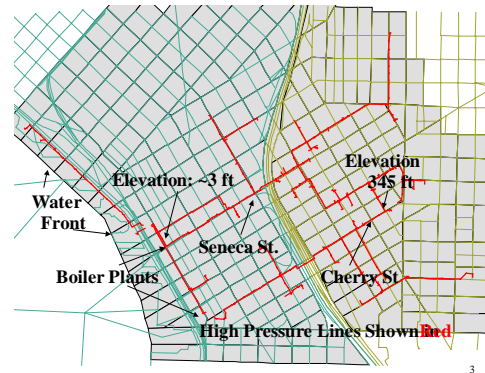 Elevation
345 ft
Elevation: ~3 ft
Water
Front
Seneca St.
Boiler Plants
Cherry St
High Pressure Lines Shown in Red
3